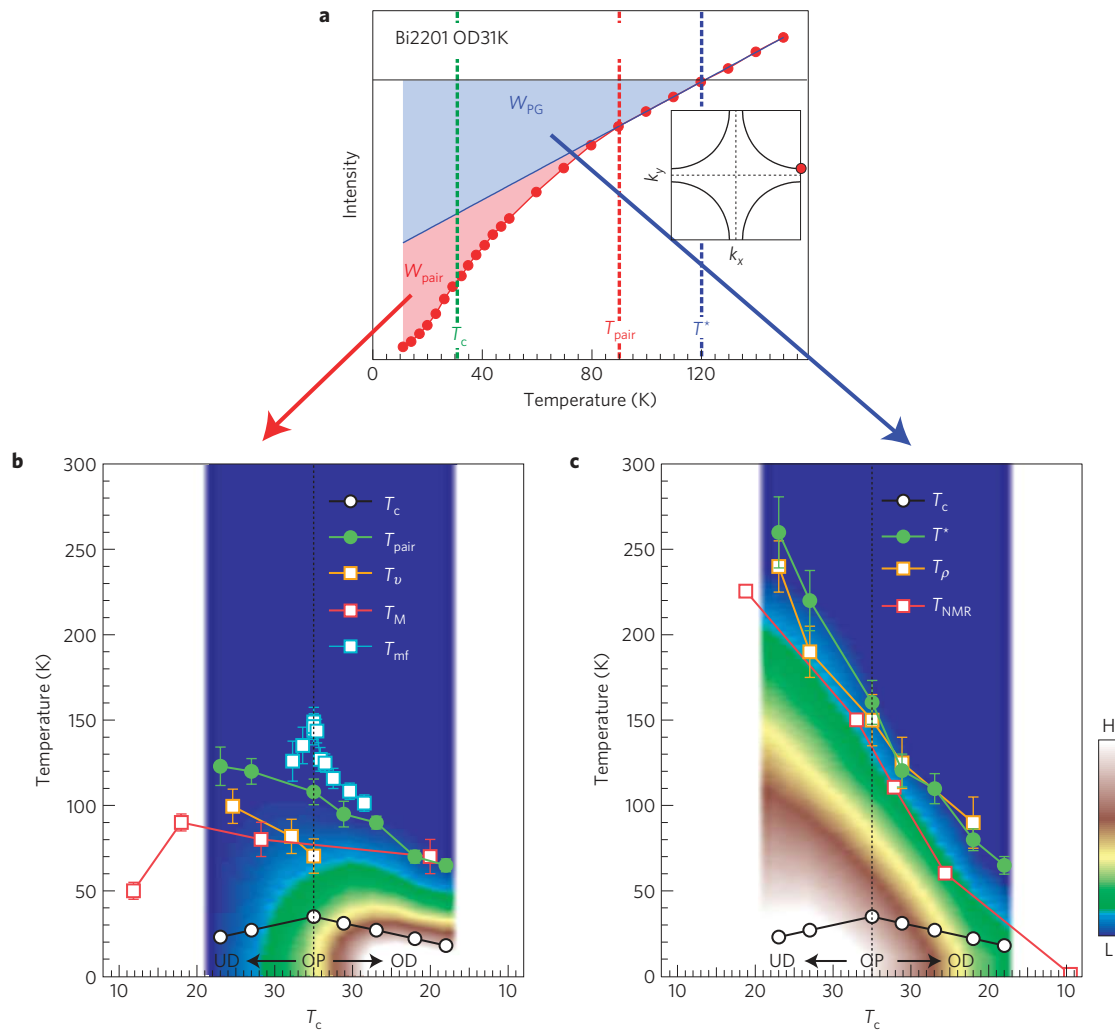 a
Bi2201 OD31K
W_PG
W_pair
T_c
T_pair
T*
Intensity
k_y
k_x
0 40 80 120
Temperature (K)
b
300
250
200
150
100
50
0
Temperature (K)
T_c
T_pair
T_υ
T_M
T_mf
UD OP OD
10 20 30 30 20 10
T_c
c
300
250
200
150
100
50
0
Temperature (K)
T_c
T*
T_ρ
T_NMR
UD OP OD
10 20 30 30 20 10
T_c
H
L